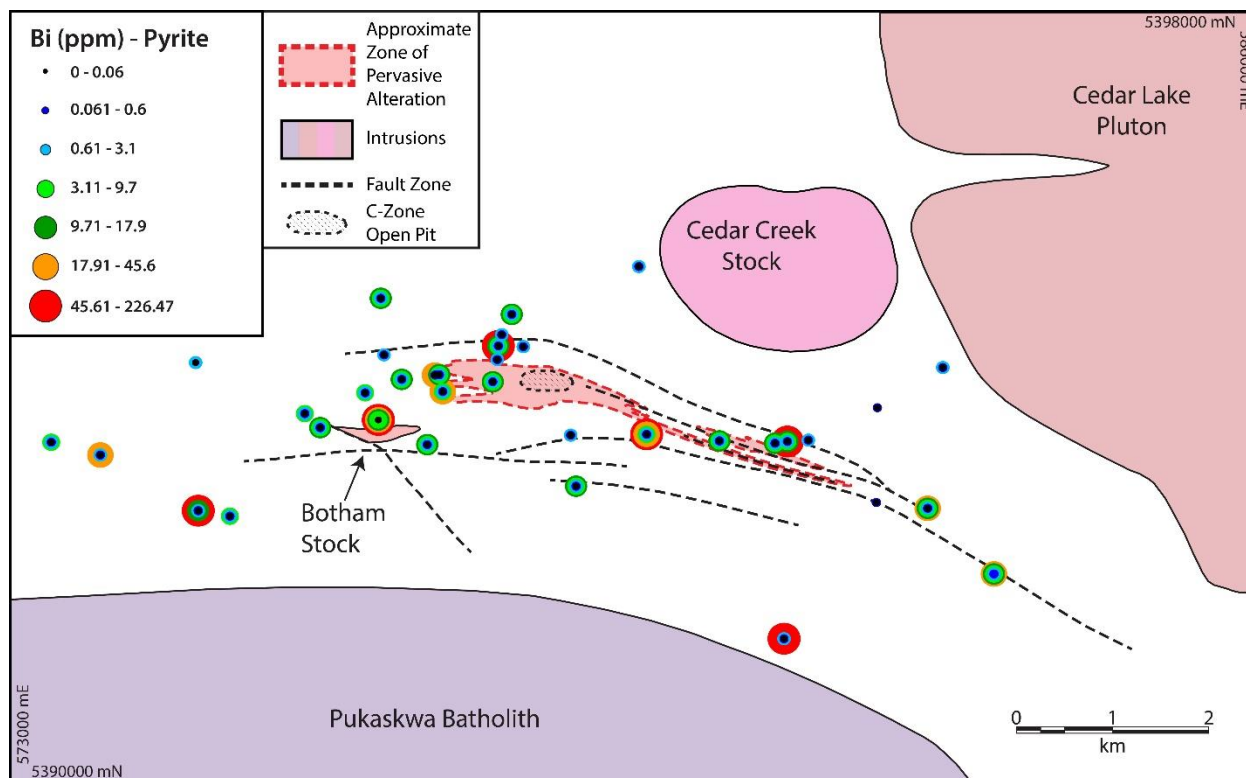 Bi (ppm) - Pyrite
0 - 0.06
0.061 - 0.6
0.61 - 3.1
3.11 - 9.7
9.71 - 17.9
17.91 - 45.6
45.61 - 226.47
Approximate
Zone of
Pervasive
Alteration
Intrusions
Fault Zone
C-Zone
Open Pit
5398000 mN
586000 mE
Cedar Lake
Pluton
Cedar Creek
Stock
Botham
Stock
Pukaskwa Batholith
573000 mE
5390000 mN
0 1 2
km